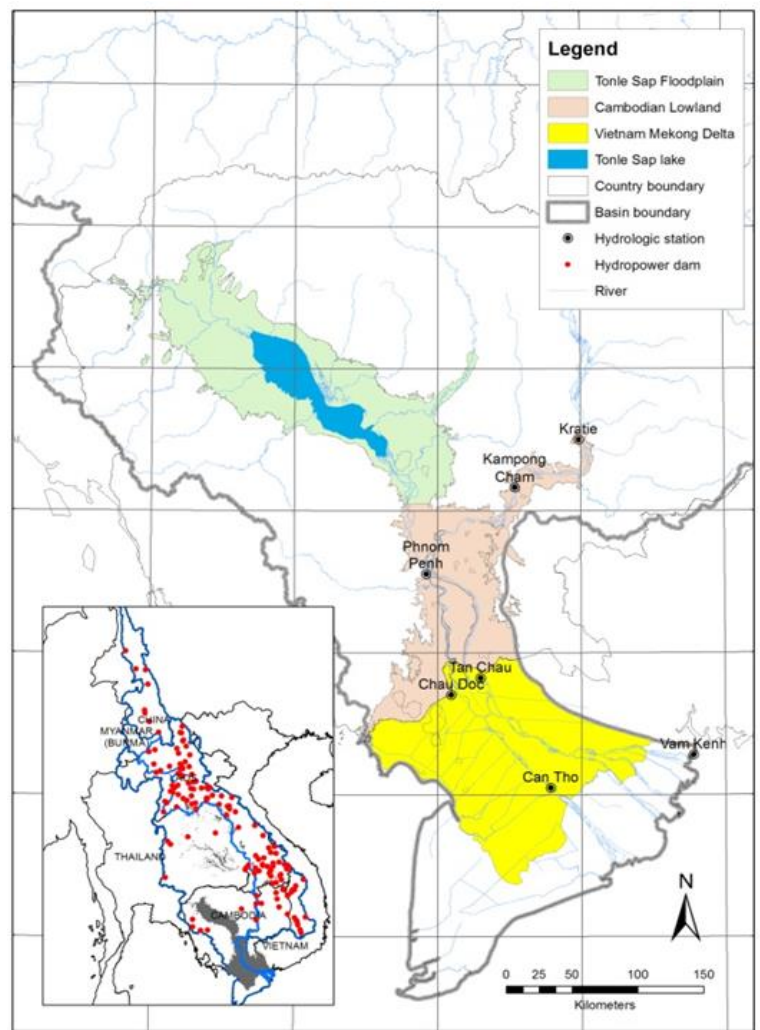 Legend
Tonle Sap Floodplain
Cambodian Lowland
Vietnam Mekong Delta
Tonle Sap lake
Country boundary
Basin boundary
Hydrologic station
Hydropower dam
River
Kratie
Kampong
Cham
Phnom
Penh
Tan Chau
Chau Doc
Vam Kenh
Can Tho
CHINA
MYANMAR
(BURMA)
THAILAND
CAMBODIA
VIETNAM
N
0 25 50 100 150
Kilometers